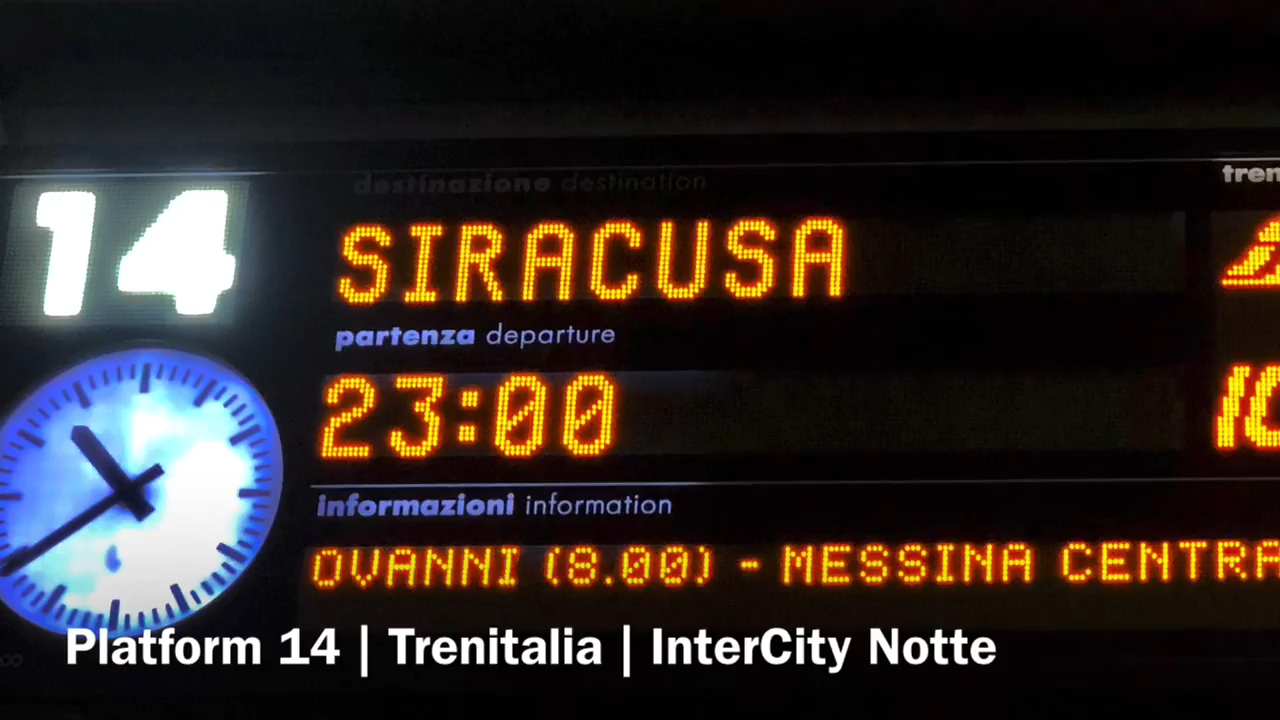 14
destinazione destination
SIRACUSA
partenza departure
23:00
informazioni information
OVANNI (8.00) - MESSINA CENTRA
Platform 14 | Trenitalia | InterCity Notte